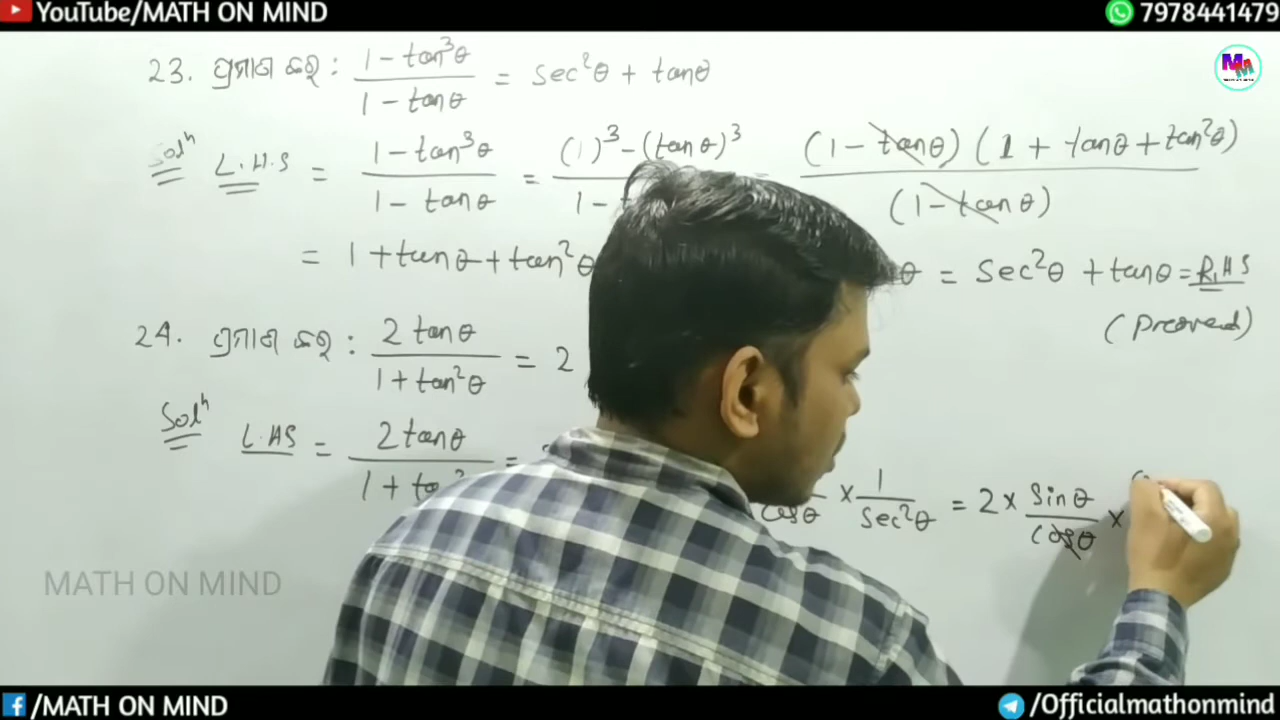 YouTube/MATH ON MIND
7978441479
23. ପ୍ରମାଣ କର : (1 - tan³θ)/(1 - tanθ) = sec²θ + tanθ
Solⁿ L.H.S = (1 - tan³θ)/(1 - tanθ) = ((1)³ - (tanθ)³)/(1 - = ((1 - tanθ)(1 + tanθ + tan²θ))/((1 - tanθ))
= 1 + tanθ + tan²θ = Sec²θ + tanθ = R.H.S
(Prooved)
24. ପ୍ରମାଣ କର : (2 tanθ)/(1 + tan²θ) = 2
Solⁿ L.H.S = (2 tanθ)/(1 + tan² = cosθ × 1/Sec²θ = 2 × Sinθ/Cosθ ×
MATH ON MIND
/MATH ON MIND
/Officialmathonmind